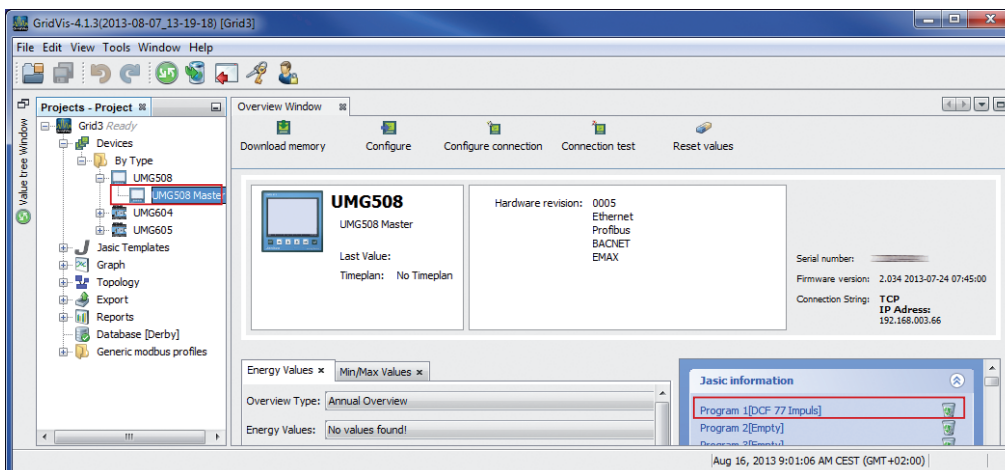 GridVis-4.1.3(2013-08-07_13-19-18) [Grid3]
File Edit View Tools Window Help
Value tree Window
Projects - Project
Grid3 Ready
Devices
By Type
UMG508
UMG508 Master
UMG604
UMG605
Jasic Templates
Graph
Topology
Export
Reports
Database [Derby]
Generic modbus profiles
Overview Window
Download memory Configure Configure connection Connection test Reset values
UMG508
UMG508 Master
Last Value:
Timeplan: No Timeplan
Hardware revision: 0005
Ethernet
Profibus
BACNET
EMAX
Serial number:
Firmware version: 2.034 2013-07-24 07:45:00
Connection String: TCP
IP Adress:
192.168.003.66
Energy Values Min/Max Values
Overview Type: Annual Overview
Energy Values: No values found!
Jasic information
Program 1[DCF 77 Impuls]
Program 2[Empty]
Program 3[Empty]
Aug 16, 2013 9:01:06 AM CEST (GMT+02:00)